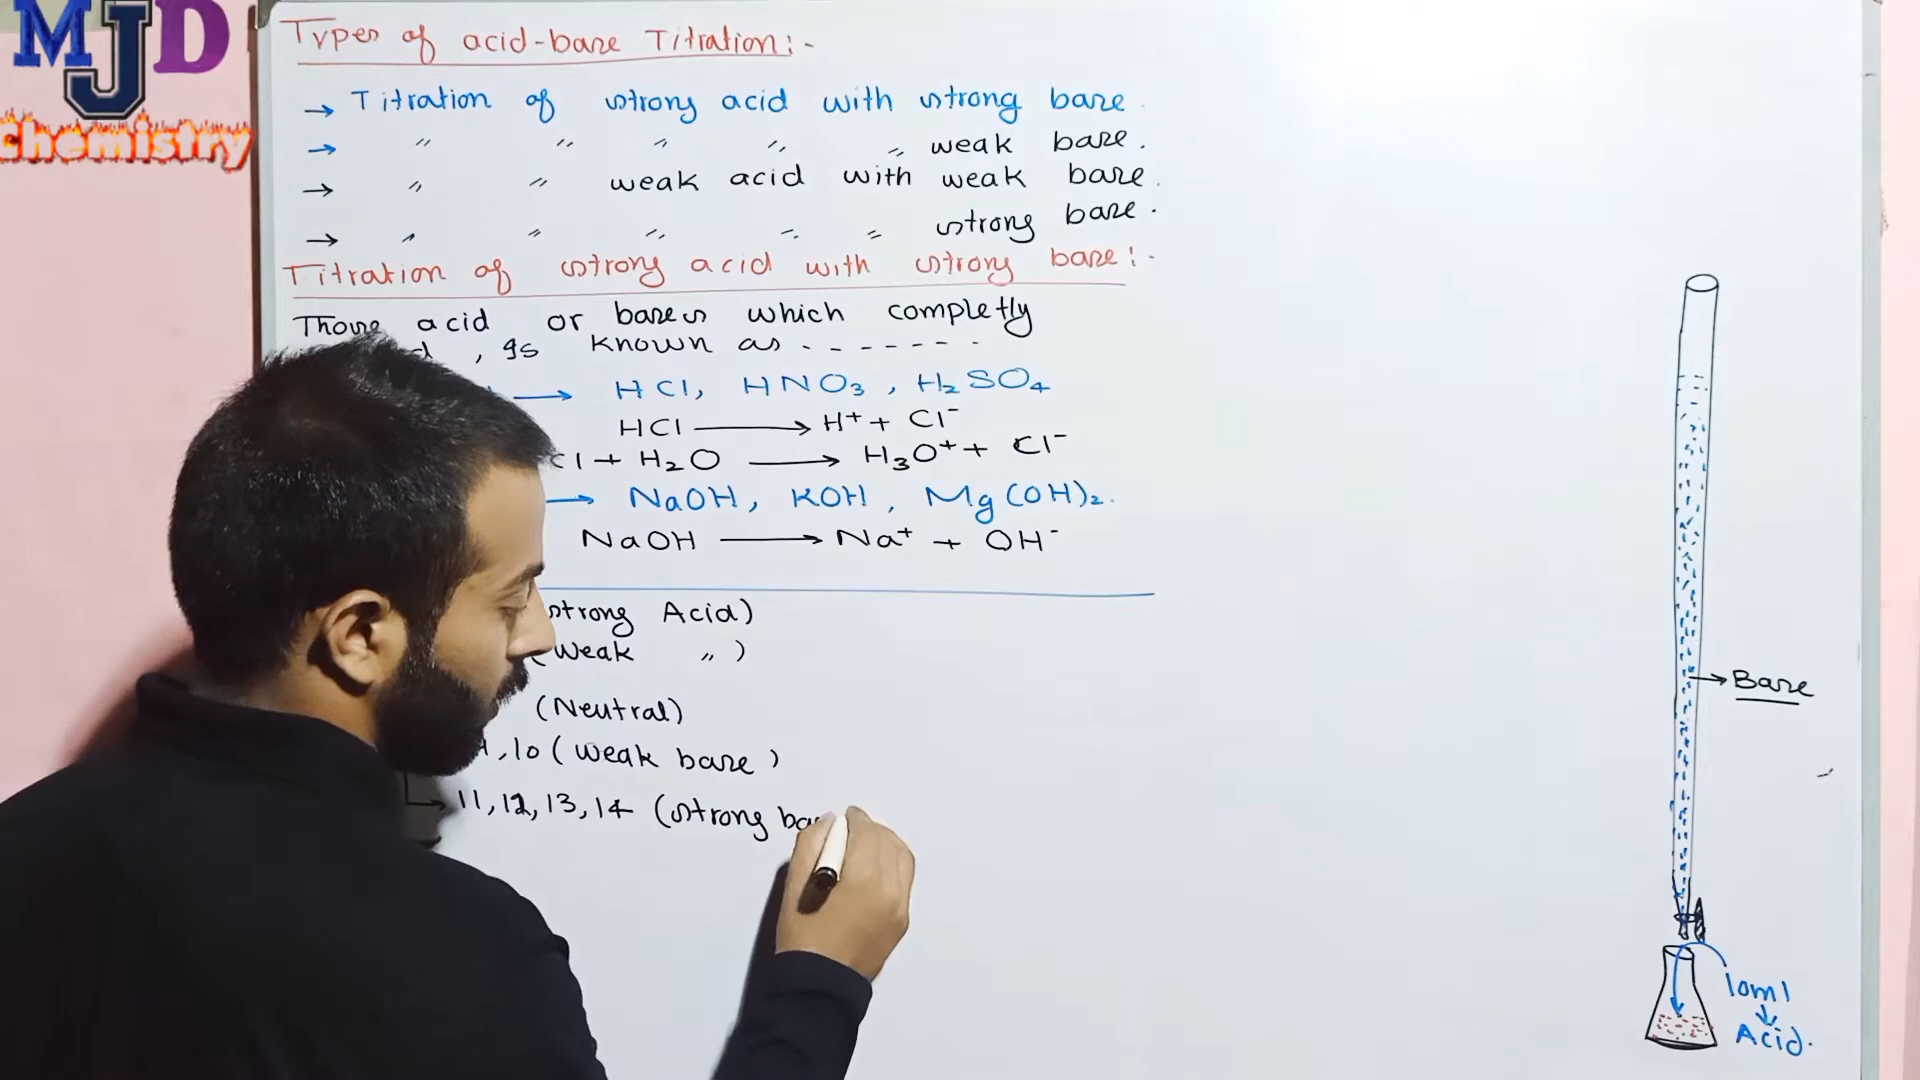 MJD
chemistry
Types of acid-base Titration:-
→ Titration of strong acid with strong base.
→ " " " " " weak base.
→ " " weak acid with weak base.
→ " " " " " strong base.
Titration of strong acid with strong base:-
Those acid or bases which completly
, Is known as - - - - - - -
→ HCl, HNO3, H2SO4
HCl → H+ + Cl-
Cl + H2O → H3O+ + Cl-
→ NaOH, KOH, Mg(OH)2.
NaOH → Na+ + OH-
strong Acid)
(Weak " )
(Neutral)
, 10 (weak base)
→ 11, 12, 13, 14 (strong ba
→ Base
10ml
↓
Acid.